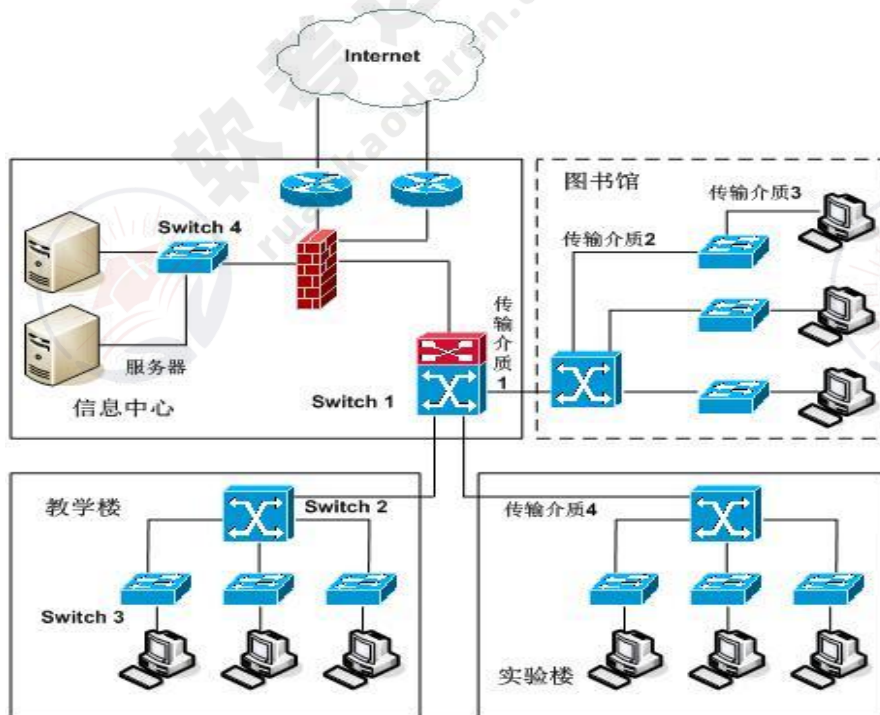 Internet
Switch 4
服务器
信息中心
Switch 1
传输介质1
图书馆
传输介质3
传输介质2
教学楼
Switch 2
Switch 3
传输介质4
实验楼